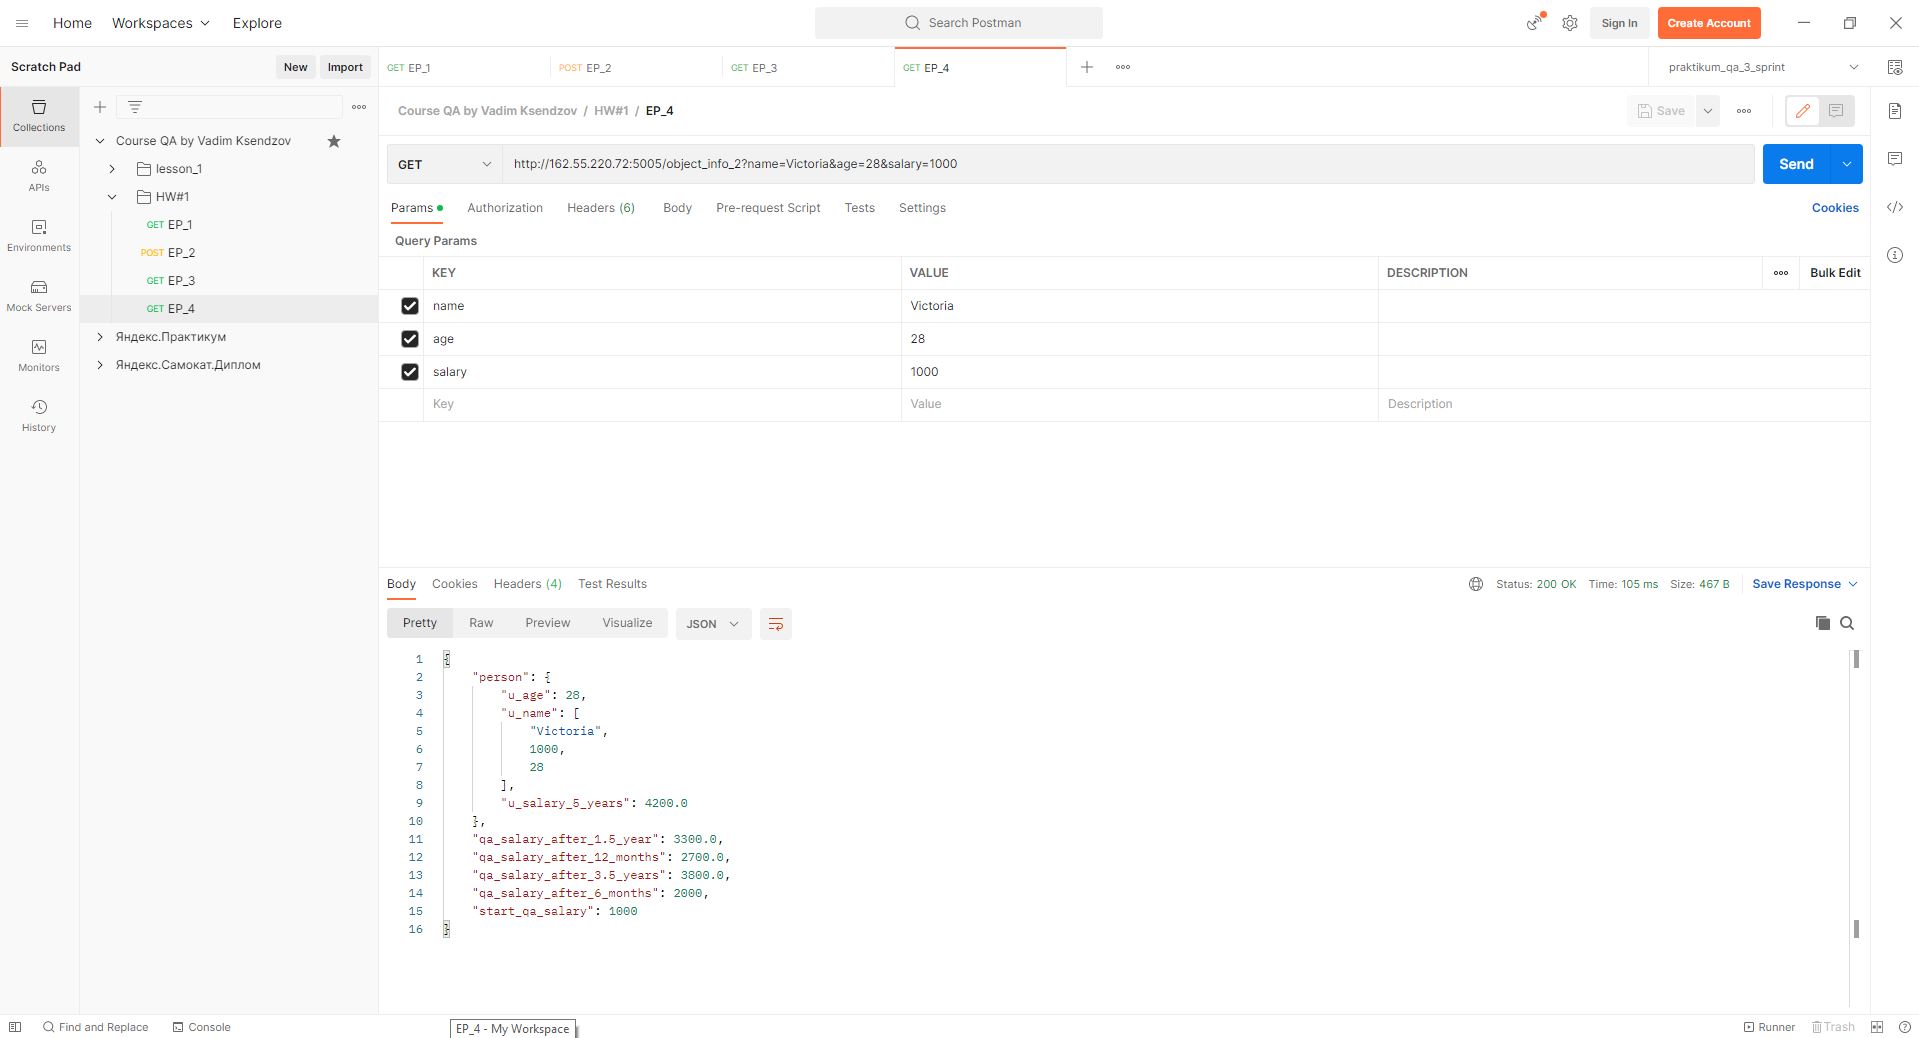 Home Workspaces Explore Search Postman Sign In Create Account
Scratch Pad New Import GET EP_1 POST EP_2 GET EP_3 GET EP_4 praktikum_qa_3_sprint
Collections
APIs
Environments
Mock Servers
Monitors
History
Course QA by Vadim Ksendzov
lesson_1
HW#1
GET EP_1
POST EP_2
GET EP_3
GET EP_4
Яндекс.Практикум
Яндекс.Самокат.Диплом
Course QA by Vadim Ksendzov / HW#1 / EP_4 Save
GET http://162.55.220.72:5005/object_info_2?name=Victoria&age=28&salary=1000 Send
Params Authorization Headers (6) Body Pre-request Script Tests Settings Cookies
Query Params
KEY VALUE DESCRIPTION Bulk Edit
name Victoria
age 28
salary 1000
Key Value Description
Body Cookies Headers (4) Test Results Status: 200 OK Time: 105 ms Size: 467 B Save Response
Pretty Raw Preview Visualize JSON
1 {
2 "person": {
3 "u_age": 28,
4 "u_name": [
5 "Victoria",
6 1000,
7 28
8 ],
9 "u_salary_5_years": 4200.0
10 },
11 "qa_salary_after_1.5_year": 3300.0,
12 "qa_salary_after_12_months": 2700.0,
13 "qa_salary_after_3.5_years": 3800.0,
14 "qa_salary_after_6_months": 2000,
15 "start_qa_salary": 1000
16 }
Find and Replace Console EP_4 - My Workspace Runner Trash